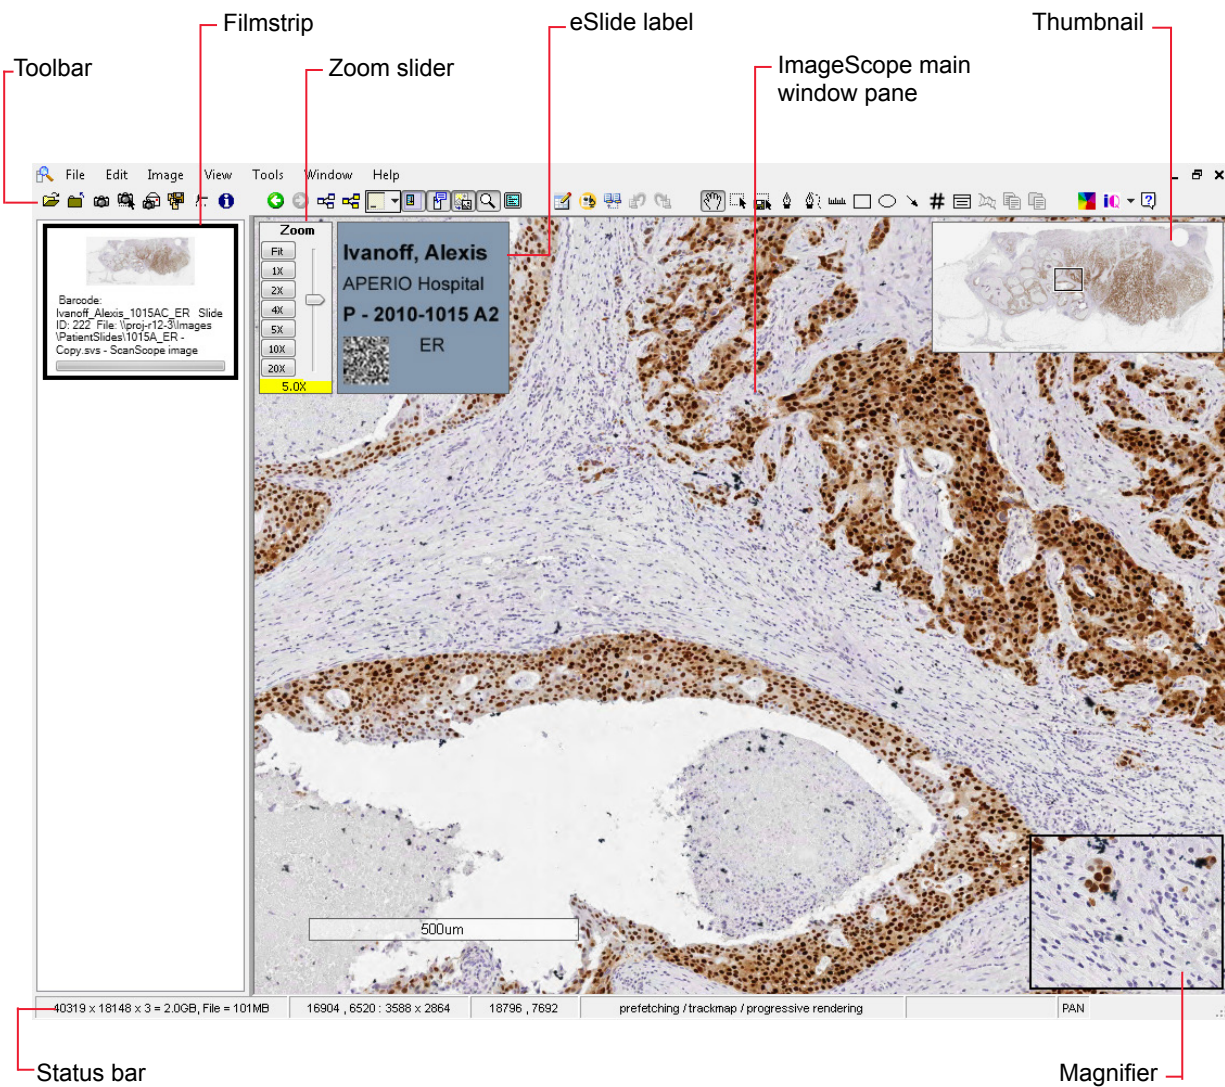 Filmstrip
eSlide label
Thumbnail
Toolbar
Zoom slider
ImageScope main
window pane
File Edit Image View Tools Window Help
iQ
Zoom
Fit
1X
2X
4X
5X
10X
20X
5.0X
Ivanoff, Alexis
APERIO Hospital
P - 2010-1015 A2
ER
Barcode:
Ivanoff_Alexis_1015AC_ER Slide
ID: 222 File: \\proj-r12-3\Images
\PatientSlides\1015A_ER -
Copy.svs - ScanScope image
500um
40319 x 18148 x 3 = 2.0GB, File = 101MB 16904 , 6520 : 3588 x 2864 18796 , 7692 prefetching / trackmap / progressive rendering PAN
Status bar
Magnifier